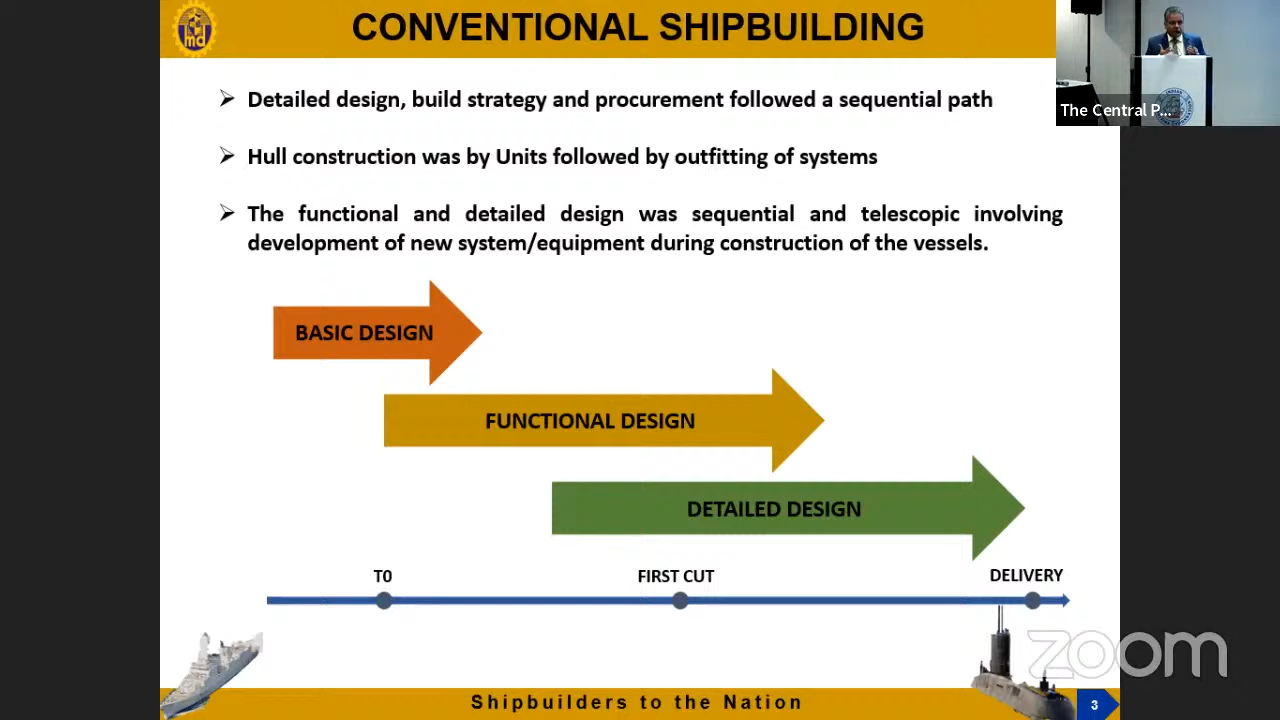 CONVENTIONAL SHIPBUILDING
md
The Central P...
Detailed design, build strategy and procurement followed a sequential path
Hull construction was by Units followed by outfitting of systems
The functional and detailed design was sequential and telescopic involving
development of new system/equipment during construction of the vessels.
BASIC DESIGN
FUNCTIONAL DESIGN
DETAILED DESIGN
T0
FIRST CUT
DELIVERY
zoom
Shipbuilders to the Nation
3